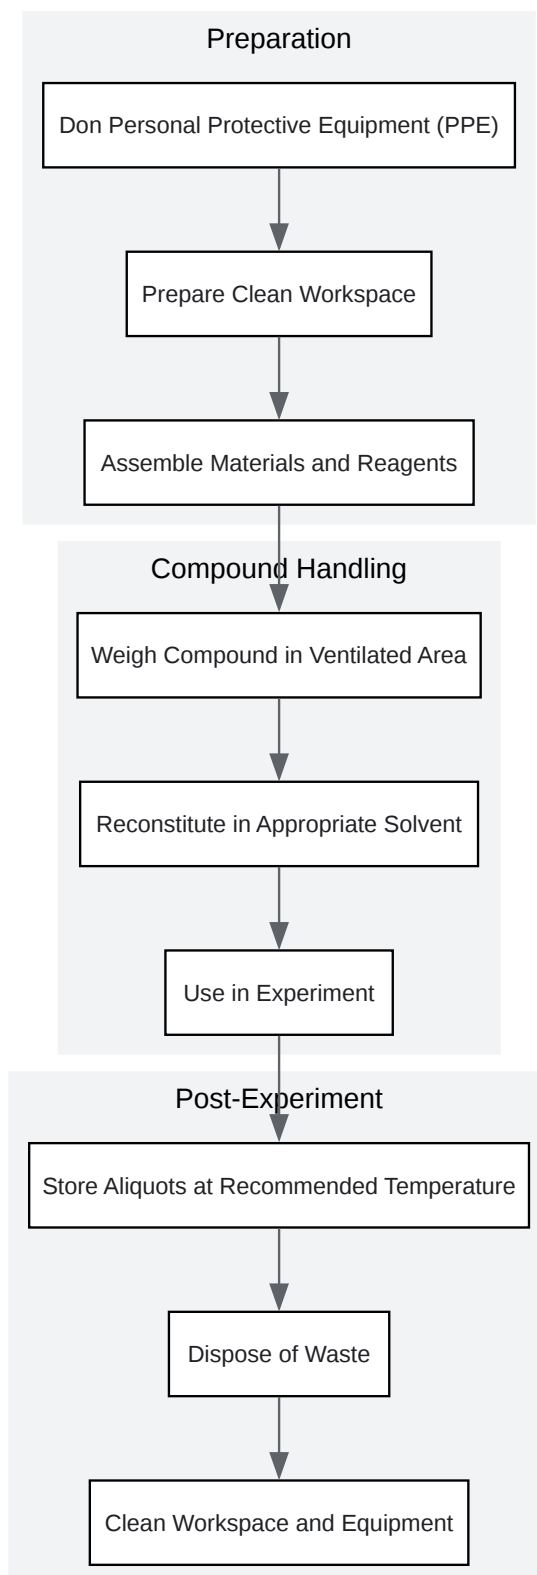 Preparation
Don Personal Protective Equipment (PPE)
Prepare Clean Workspace
Assemble Materials and Reagents
Compound Handling
Weigh Compound in Ventilated Area
Reconstitute in Appropriate Solvent
Use in Experiment
Post-Experiment
Store Aliquots at Recommended Temperature
Dispose of Waste
Clean Workspace and Equipment